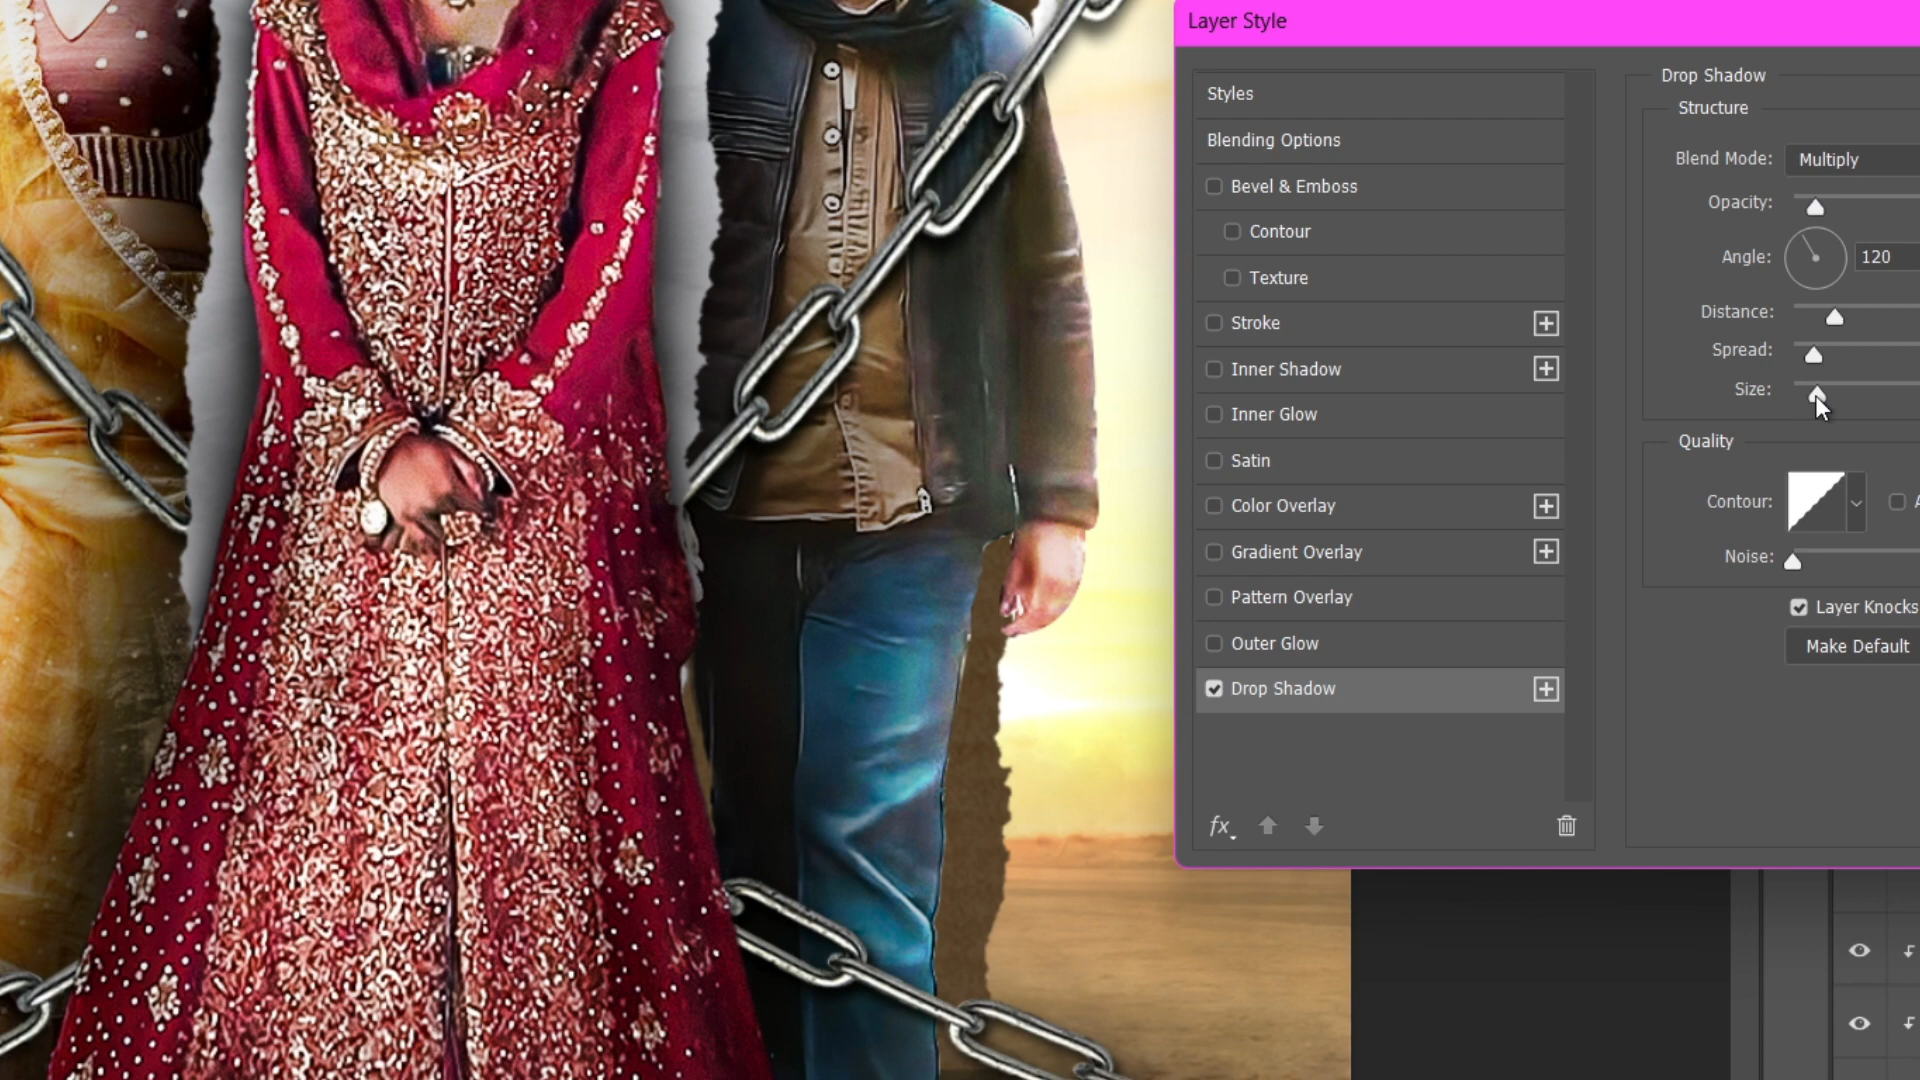 Layer Style
Styles
Blending Options
Bevel & Emboss
Contour
Texture
Stroke
Inner Shadow
Inner Glow
Satin
Color Overlay
Gradient Overlay
Pattern Overlay
Outer Glow
Drop Shadow
fx
Drop Shadow
Structure
Blend Mode: Multiply
Opacity:
Angle: 120
Distance:
Spread:
Size:
Quality
Contour:
Noise:
Layer Knocks
Make Default